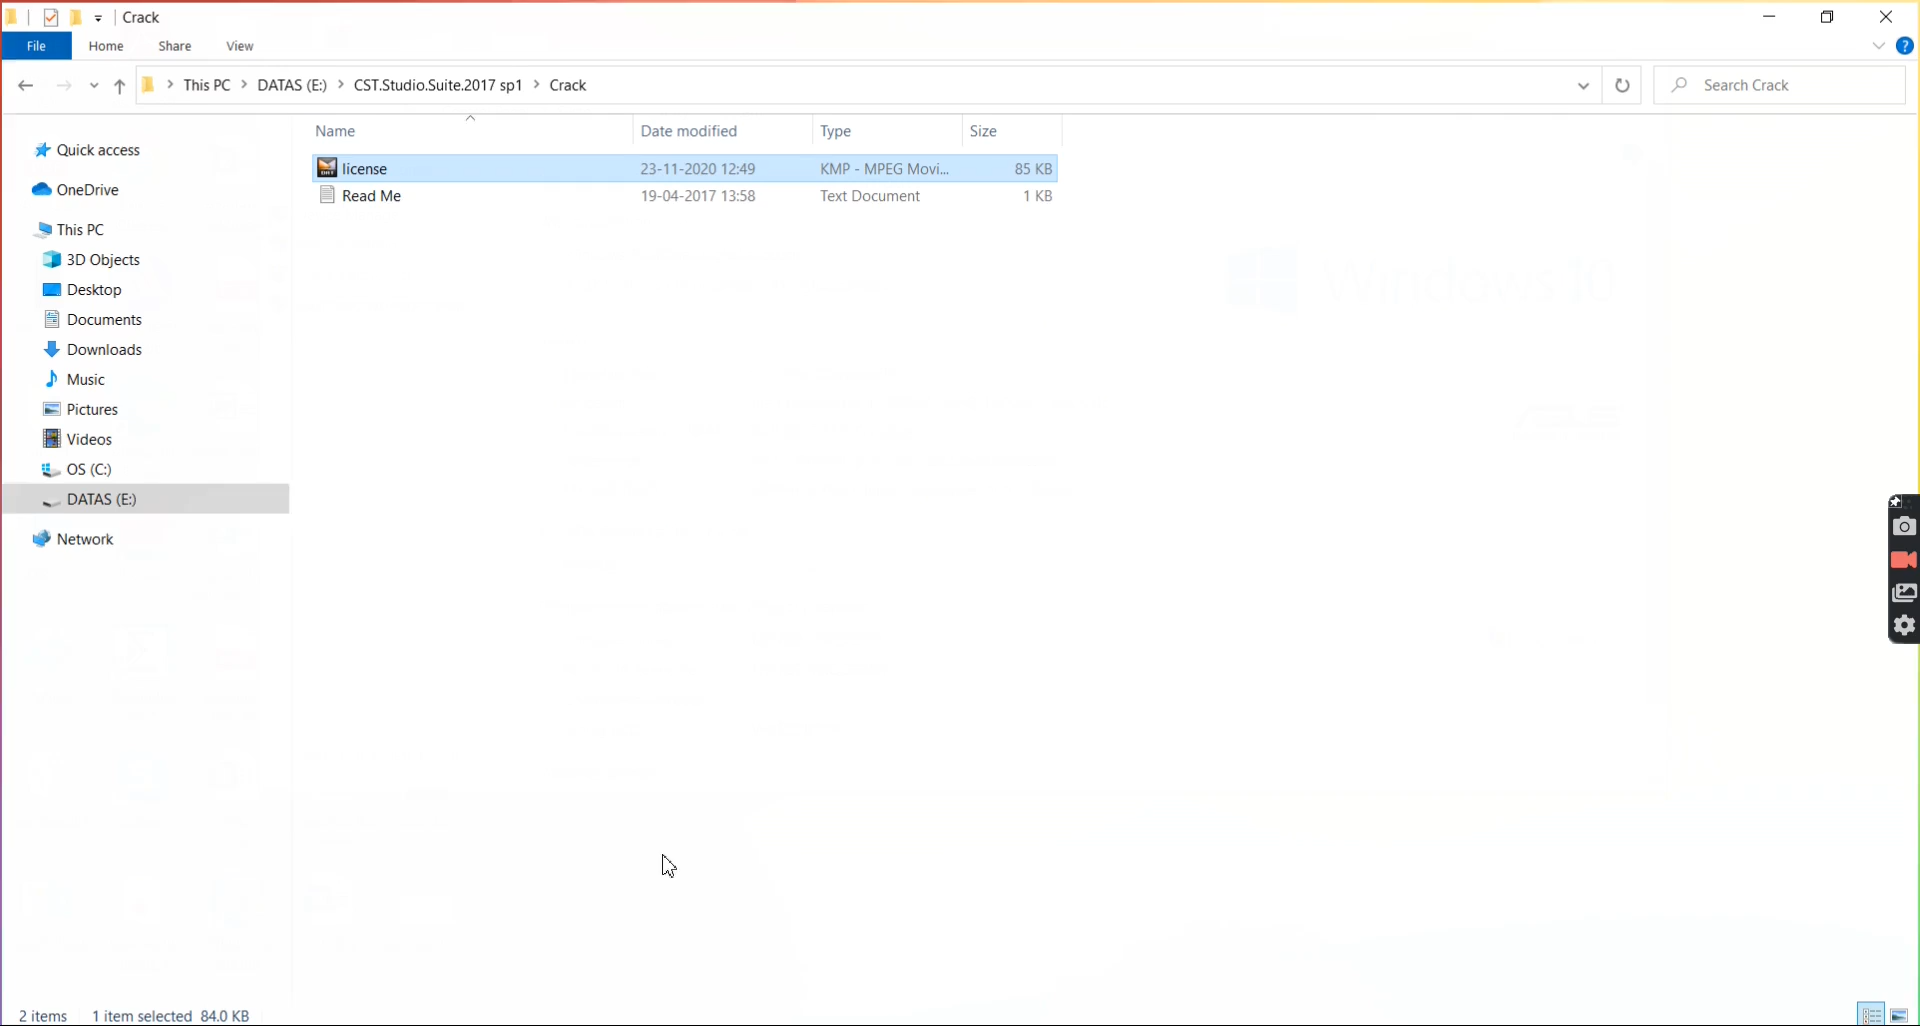 Crack
File Home Share View
This PC DATAS (E:) CST.Studio.Suite.2017 sp1 Crack
Search Crack
Name Date modified Type Size
license 23-11-2020 12:49 KMP - MPEG Movi... 85 KB
Read Me 19-04-2017 13:58 Text Document 1 KB
Quick access
OneDrive
This PC
3D Objects
Desktop
Documents
Downloads
Music
Pictures
Videos
OS (C:)
DATAS (E:)
Network
Windows 10
ASUS
2 items 1 item selected 84.0 KB